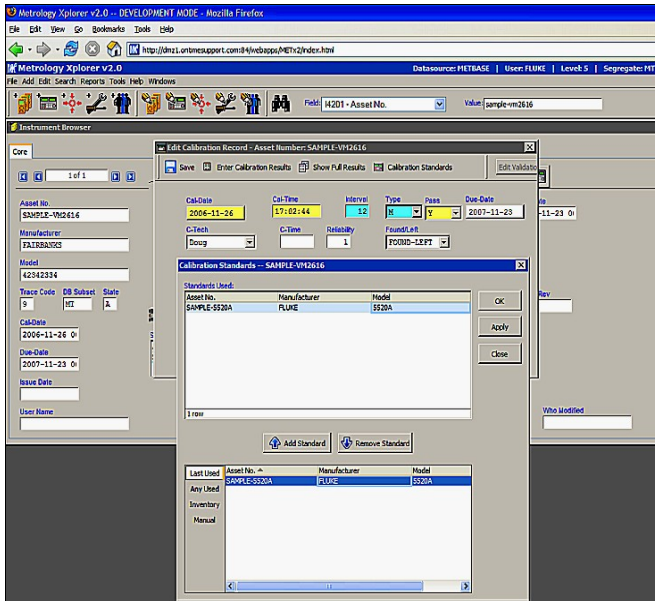 Metrology Xplorer v2.0 -- DEVELOPMENT MODE - Mozilla Firefox
File Edit View Go Bookmarks Tools Help
http://dmz1.ontmesupport.com:84/webapps/METx2/index.html
Metrology Xplorer v2.0 Datasource: METBASE | User: FLUKE | Level: 5 | Segregate: MT
File Add Edit Search Reports Tools Help Windows
Field: I4201 - Asset No. Value: sample-vm2616
Instrument Browser
Core
1 of 1
Asset No.
SAMPLE-VM2616
Manufacturer
FAIRBANKS
Model
42342334
Trace Code DB Subset State
9 MT A
Cal-Date
2006-11-26 0
Due-Date
2007-11-23 0
Issue Date
User Name
Edit Calibration Record - Asset Number: SAMPLE-VM2616
Save Enter Calibration Results Show Full Results Calibration Standards Edit Validatio
Cal-Date Cal-Time Interval Type Pass Due-Date
2006-11-26 17:02:44 12 M Y 2007-11-23
C-Tech C-Time Reliability Found/Left
Doug 1 FOUND-LEFT
-11-23 0
Rev
Who Modified
Calibration Standards -- SAMPLE-VM2616
Standards Used:
Asset No. Manufacturer Model
SAMPLE-5520A FLUKE 5520A
OK
Apply
Close
1 row
Add Standard Remove Standard
Last Used
Any Used
Inventory
Manual
Asset No. Manufacturer Model
SAMPLE-5520A FLUKE 5520A